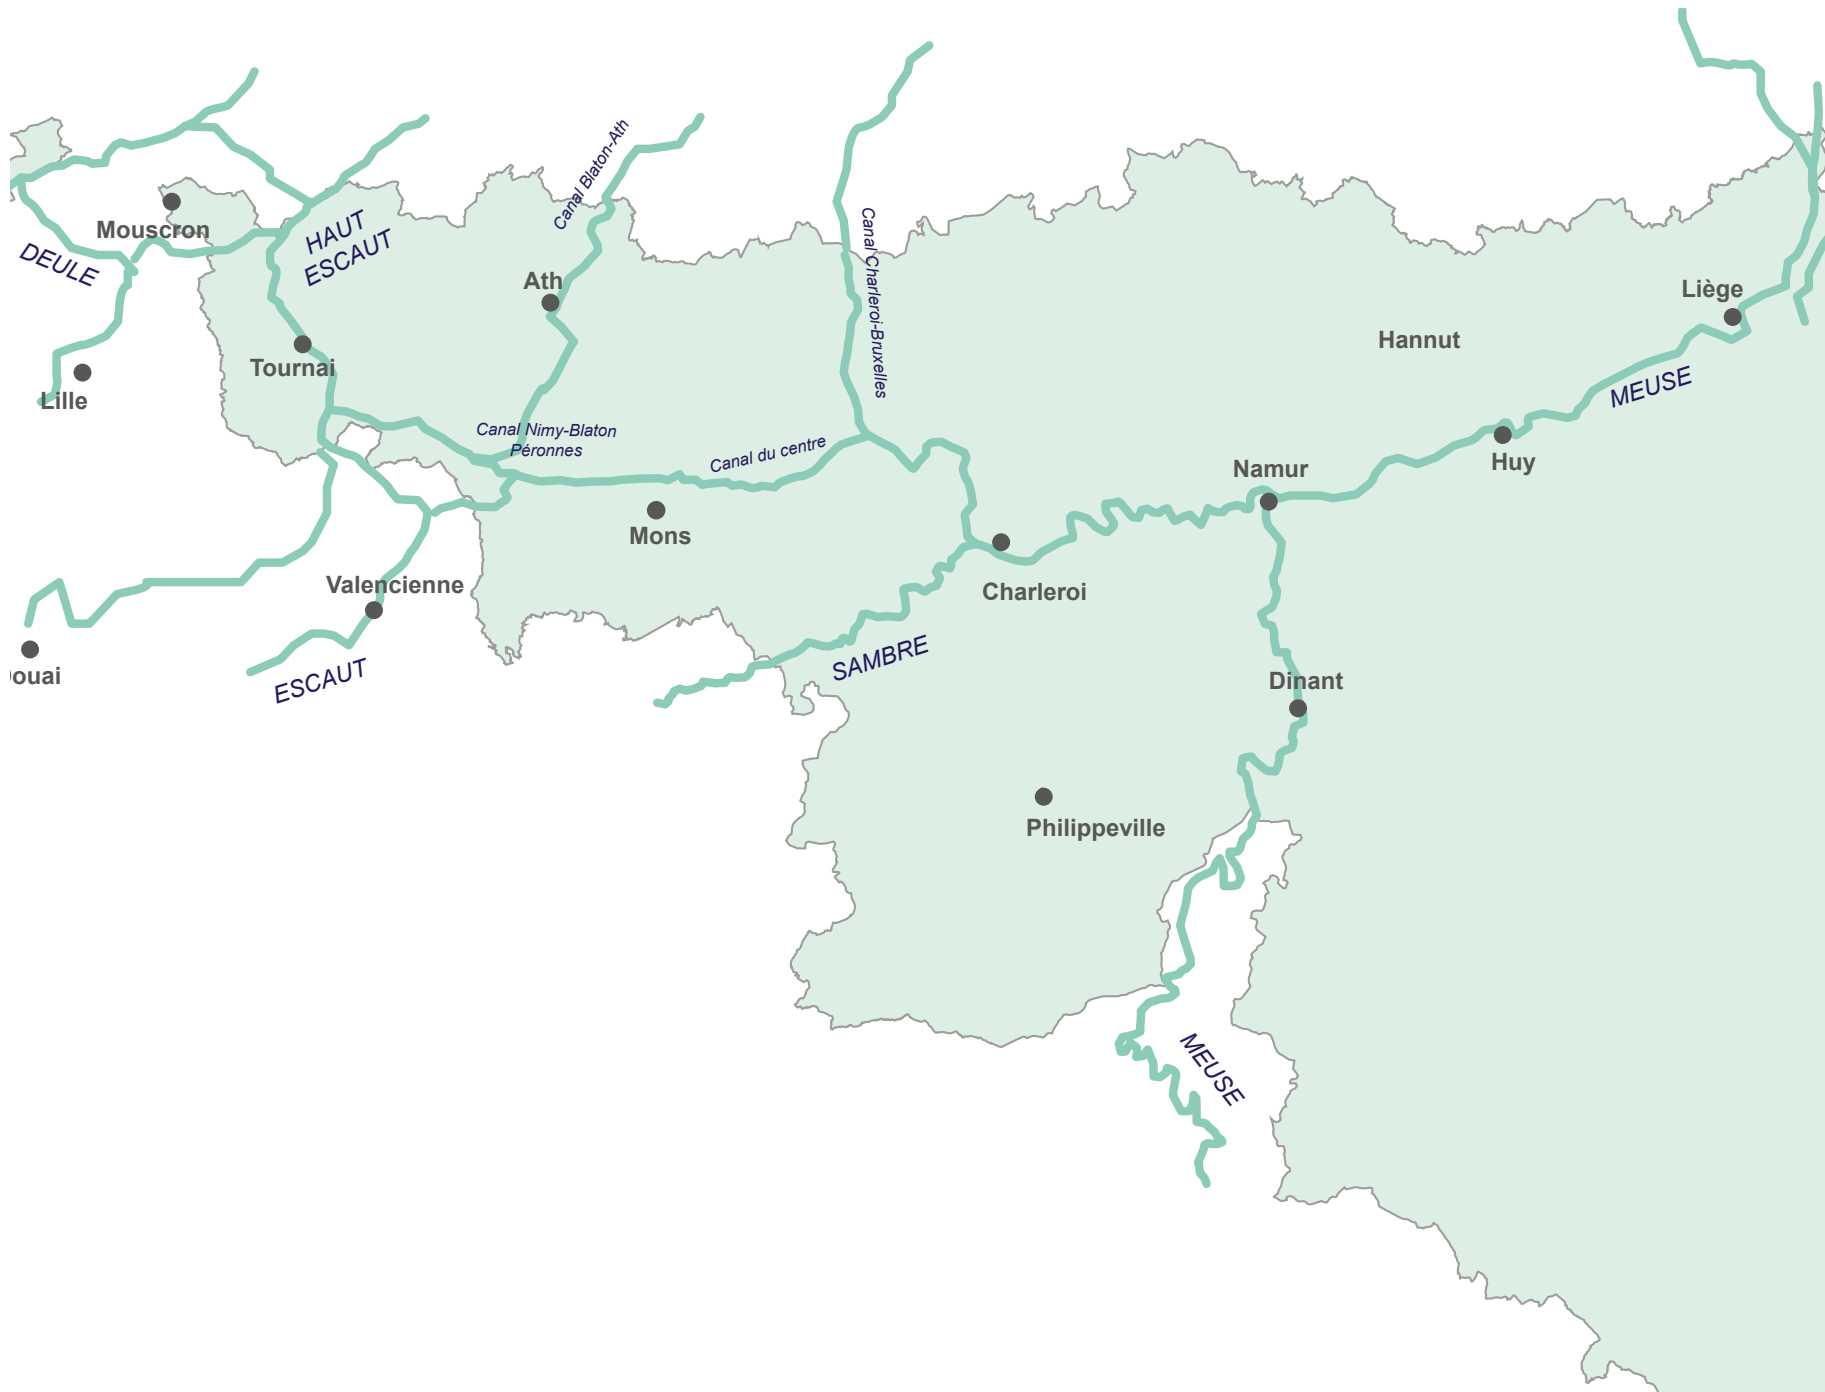 Canal Blaton-Ath
Mouscron
HAUT
ESCAUT
DEULE
Canal Charleroi-Bruxelles
Ath
Liège
Hannut
Tournai
Lille
MEUSE
Canal Nimy-Blaton
Péronnes
Canal du centre
Namur
Huy
Mons
Valencienne
Charleroi
SAMBRE
ouai
ESCAUT
Dinant
Philippeville
MEUSE